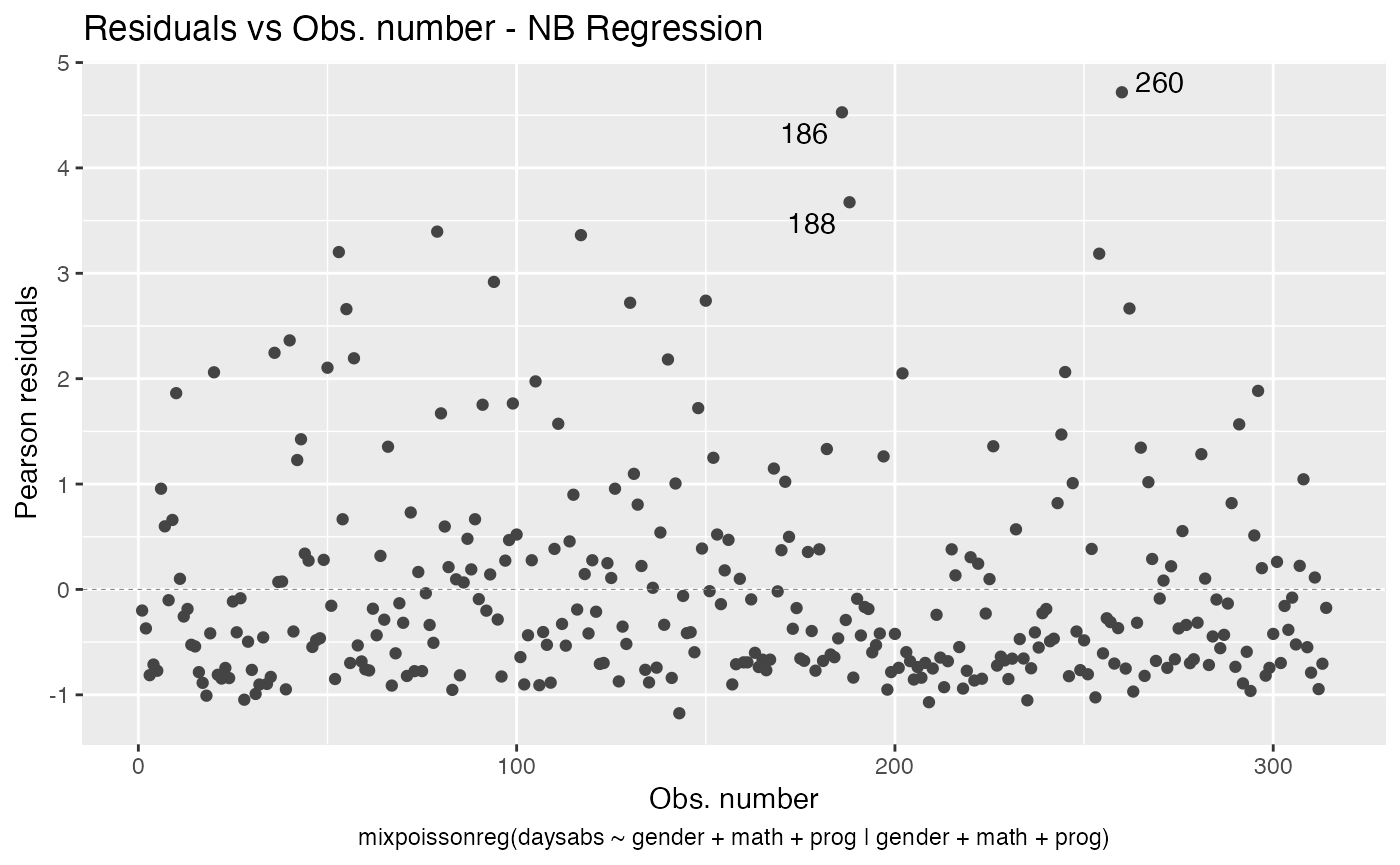 Residuals vs Obs. number - NB Regression
5
4
3
2
1
0
-1
Pearson residuals
260
186
188
0 100 200 300
Obs. number
mixpoissonreg(daysabs ~ gender + math + prog | gender + math + prog)